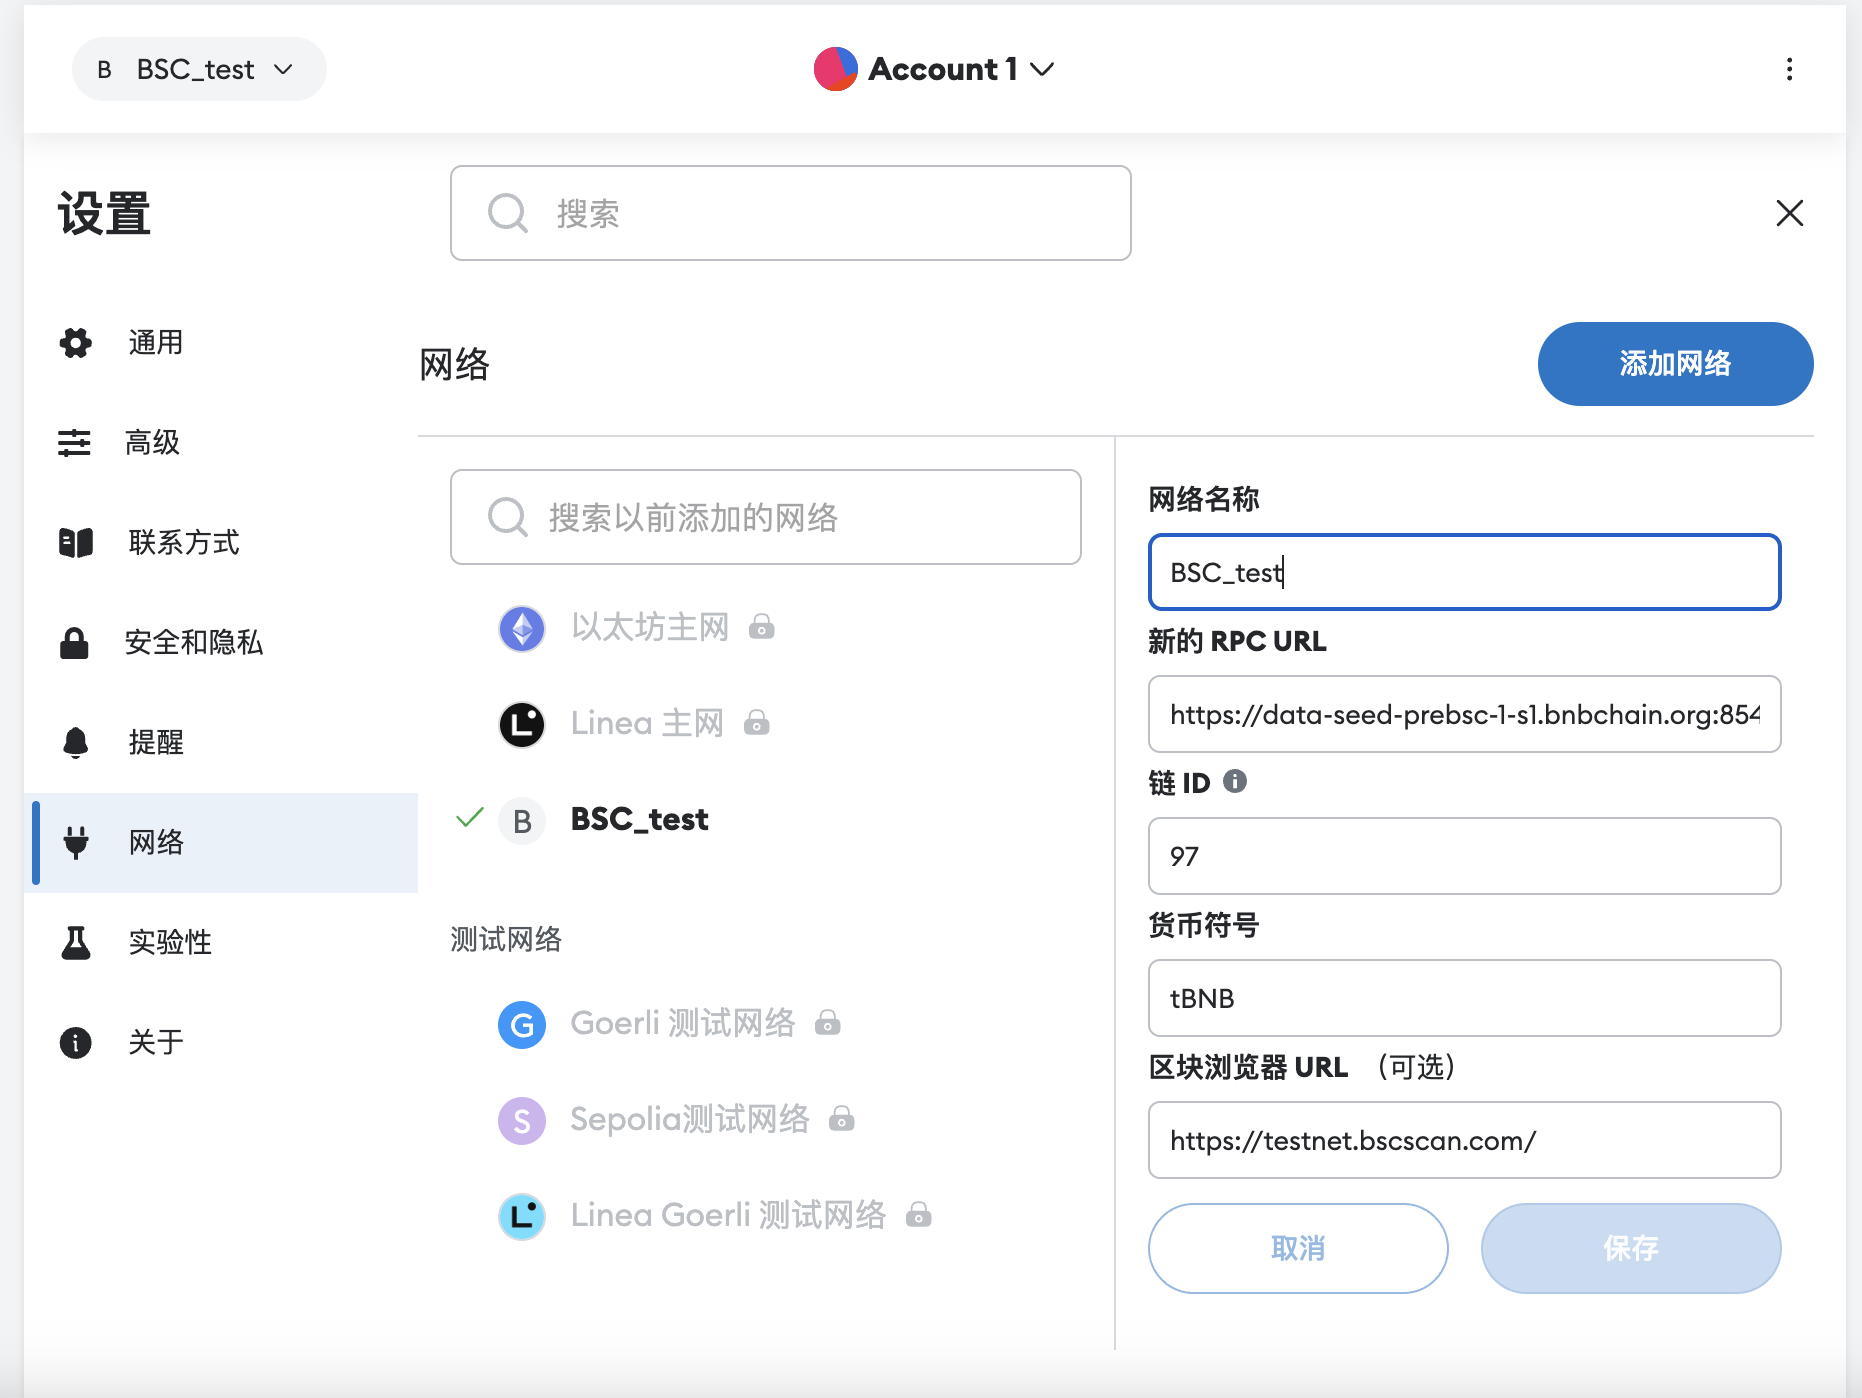 B BSC_test
Account 1
设置
搜索
通用
高级
联系方式
安全和隐私
提醒
网络
实验性
关于
网络
添加网络
搜索以前添加的网络
以太坊主网
Linea 主网
B BSC_test
测试网络
G Goerli 测试网络
S Sepolia测试网络
Linea Goerli 测试网络
网络名称
BSC_test
新的 RPC URL
https://data-seed-prebsc-1-s1.bnbchain.org:854
链 ID
97
货币符号
tBNB
区块浏览器 URL （可选）
https://testnet.bscscan.com/
取消
保存